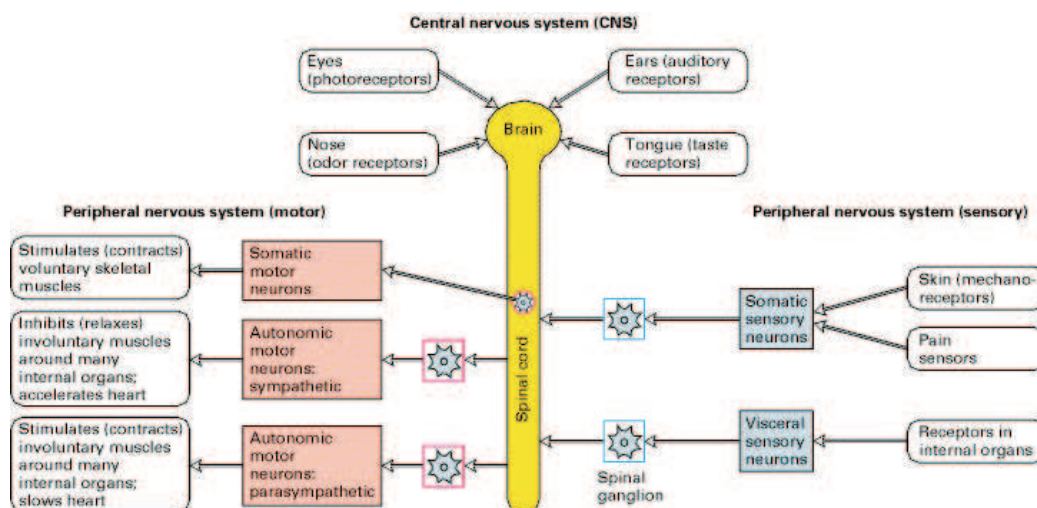 Central nervous system (CNS)
Eyes
(photoreceptors)
Ears (auditory
receptors)
Brain
Nose
(odor receptors)
Tongue (taste
receptors)
Peripheral nervous system (motor)
Peripheral nervous system (sensory)
Stimulates (contracts)
voluntary skeletal
muscles
Somatic
motor
neurons
Inhibits (relaxes)
involuntary muscles
around many
internal organs;
accelerates heart
Autonomic
motor
neurons:
sympathetic
Stimulates (contracts)
involuntary muscles
around many
internal organs;
slows heart
Autonomic
motor
neurons:
parasympathetic
Spinal cord
Somatic
sensory
neurons
Skin (mechano-
receptors)
Pain
sensors
Spinal
ganglion
Visceral
sensory
neurons
Receptors in
internal organs